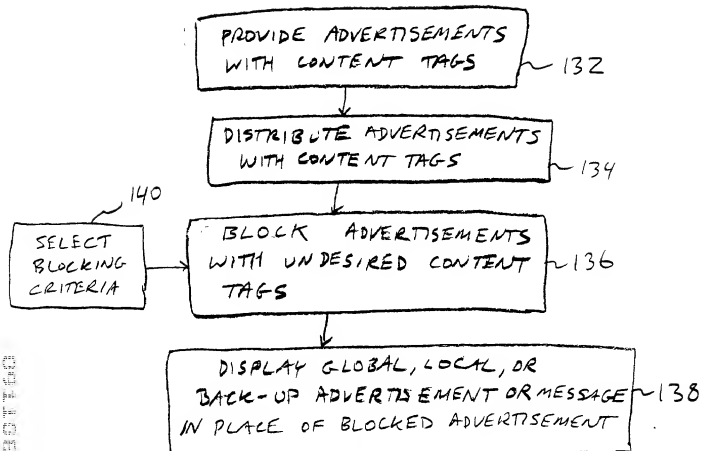 PROVIDE ADVERTISEMENTS
WITH CONTENT TAGS
132
DISTRIBUTE ADVERTISEMENTS
WITH CONTENT TAGS
134
140
SELECT
BLOCKING
CRITERIA
BLOCK ADVERTISEMENTS
WITH UNDESIRED CONTENT
TAGS
136
DISPLAY GLOBAL, LOCAL, OR
BACK-UP ADVERTISEMENT OR MESSAGE
IN PLACE OF BLOCKED ADVERTISEMENT
138